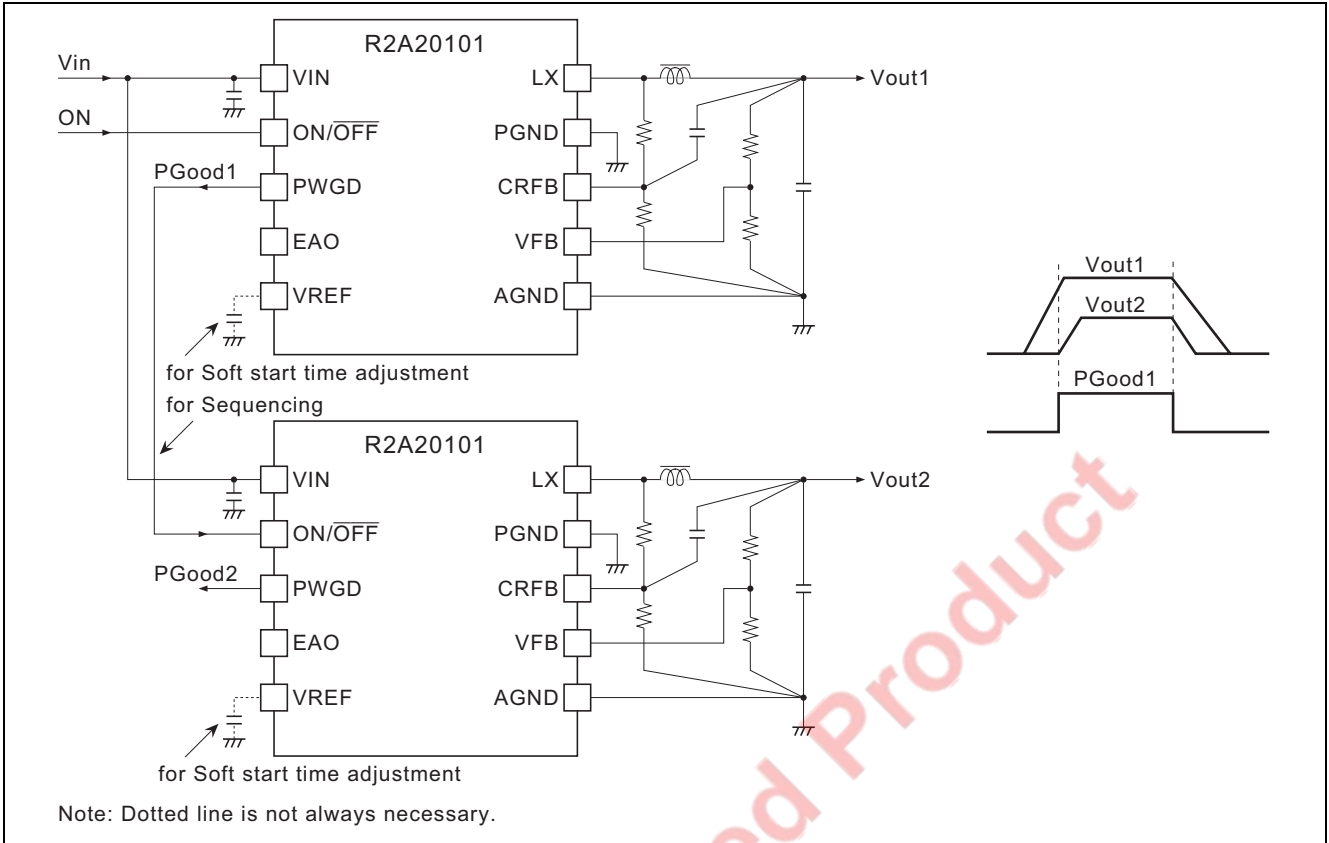 R2A20101
Vin
VIN
LX
Vout1
ON
ON/OFF
PGND
PGood1
PWGD
CRFB
EAO
VFB
VREF
AGND
for Soft start time adjustment
for Sequencing
R2A20101
VIN
LX
Vout2
ON/OFF
PGND
PGood2
PWGD
CRFB
EAO
VFB
VREF
AGND
for Soft start time adjustment
Note: Dotted line is not always necessary.
Vout1
Vout2
PGood1
Product